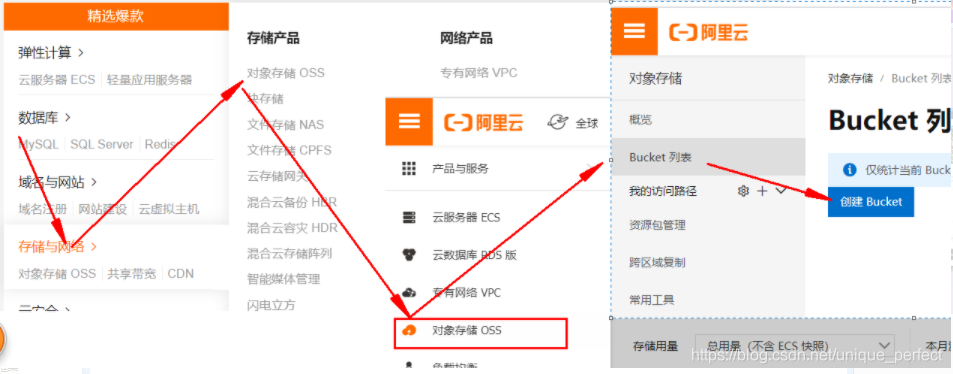 精选爆款
弹性计算 >
云服务器 ECS | 轻量应用服务器
数据库 >
MySQL | SQL Server | Redis
域名与网站 >
域名注册 | 网站建设 | 云虚拟主机
存储与网络 >
对象存储 OSS | 共享带宽 | CDN
云安全 >
存储产品
对象存储 OSS
块存储
文件存储 NAS
文件存储 CPFS
云存储网关
混合云备份 HBR
混合云容灾 HDR
混合云存储阵列
智能媒体管理
闪电立方
网络产品
专有网络 VPC
阿里云
全球
产品与服务
云服务器 ECS
云数据库 RDS 版
专有网络 VPC
对象存储 OSS
负载均衡
阿里云
对象存储
概览
Bucket 列表
我的访问路径
资源包管理
跨区域复制
常用工具
对象存储 / Bucket 列表
Bucket 列
仅统计当前 Buck
创建 Bucket
存储用量
总用量（不含 ECS 快照）
本月
https://blog.csdn.net/unique_perfect